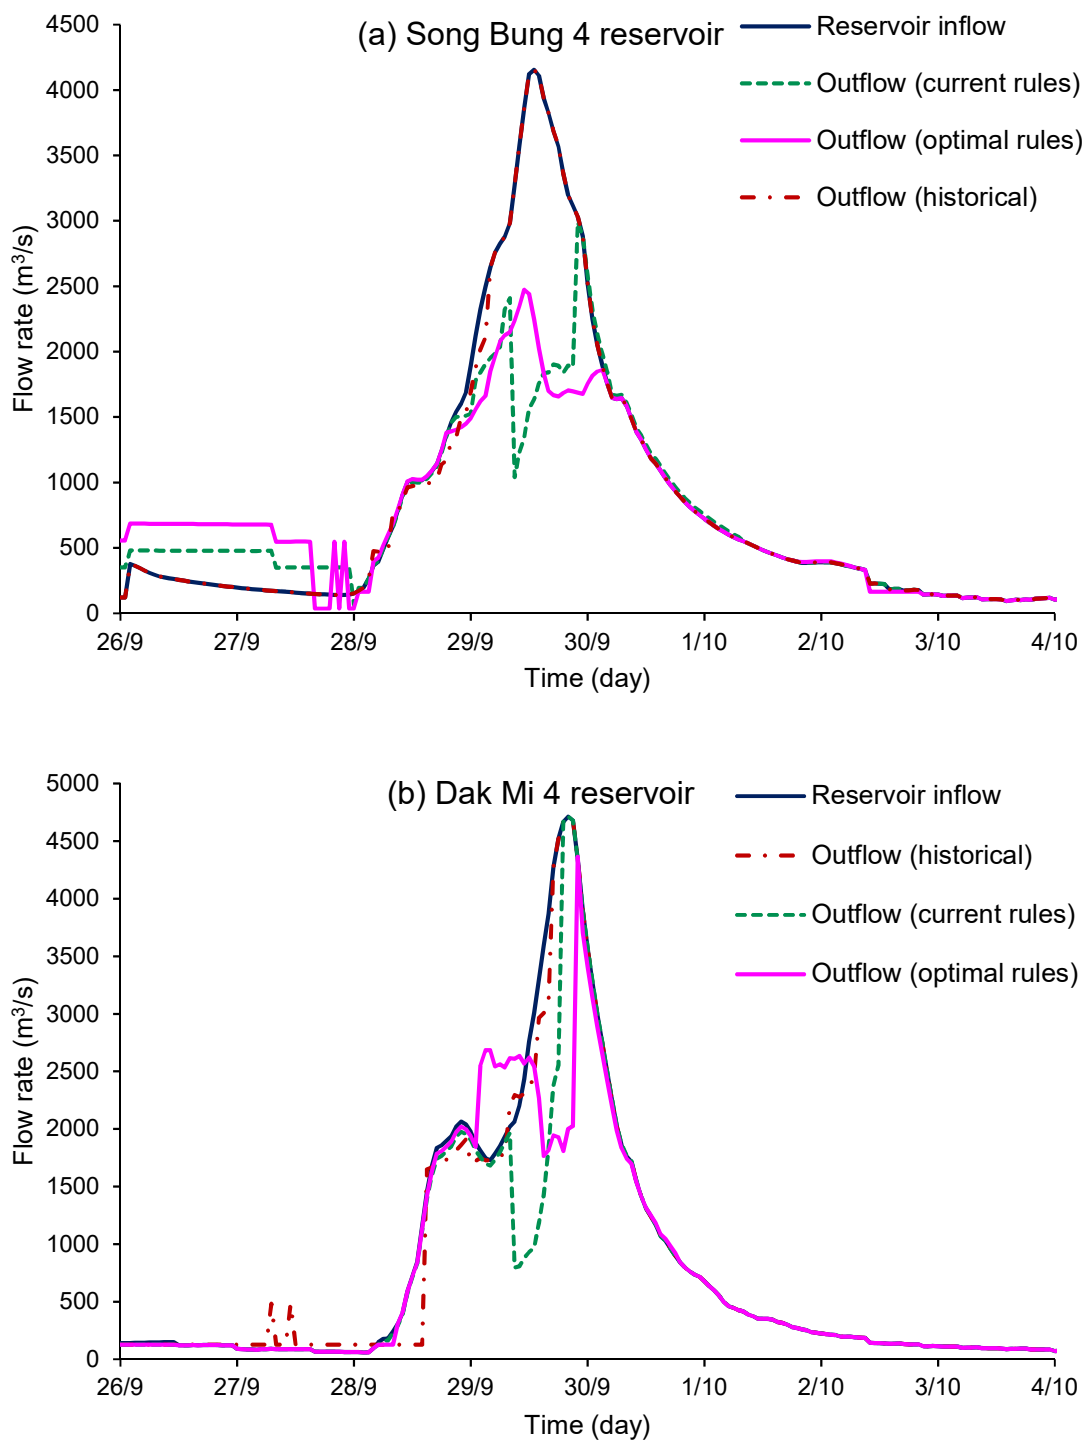 (a) Song Bung 4 reservoir
Reservoir inflow
Outflow (current rules)
Outflow (optimal rules)
Outflow (historical)
4500
4000
3500
3000
2500
2000
1500
1000
500
0
Flow rate (m³/s)
26/9 27/9 28/9 29/9 30/9 1/10 2/10 3/10 4/10
Time (day)
(b) Dak Mi 4 reservoir
Reservoir inflow
Outflow (historical)
Outflow (current rules)
Outflow (optimal rules)
5000
4500
4000
3500
3000
2500
2000
1500
1000
500
0
Flow rate (m³/s)
26/9 27/9 28/9 29/9 30/9 1/10 2/10 3/10 4/10
Time (day)